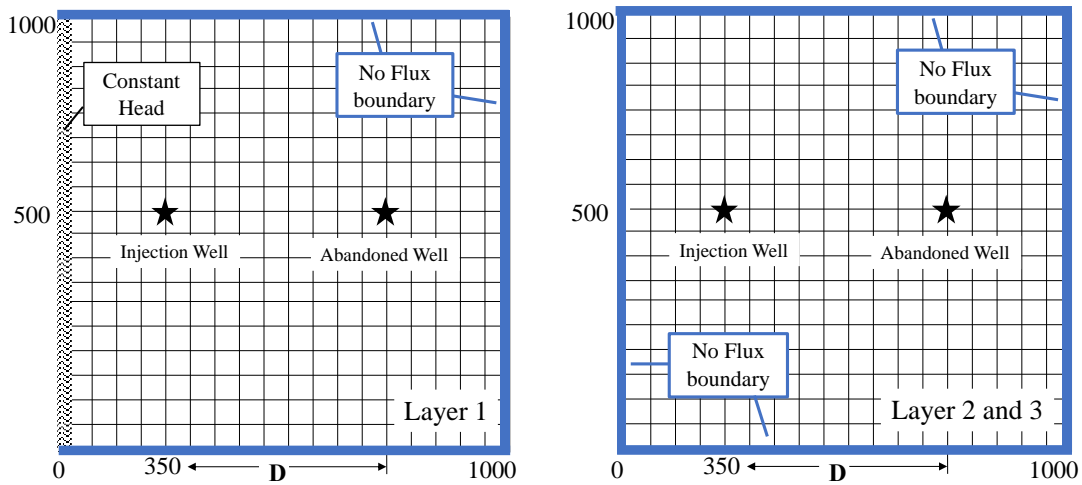 1000
Constant
Head
No Flux
boundary
500
Injection Well
Abandoned Well
Layer 1
0
350
D
1000
1000
No Flux
boundary
500
Injection Well
Abandoned Well
No Flux
boundary
Layer 2 and 3
0
350
D
1000